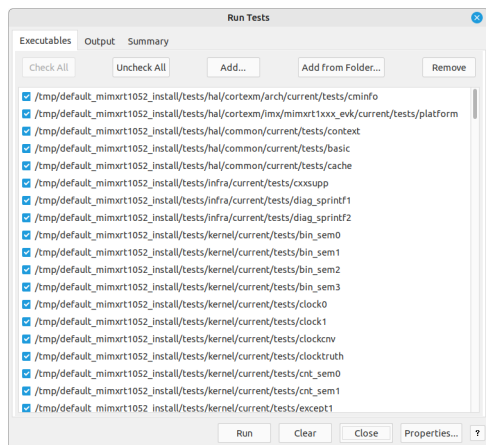 Run Tests
Executables Output Summary
Check All Uncheck All Add... Add from Folder... Remove
/tmp/default_mimxrt1052_install/tests/hal/cortexm/arch/current/tests/cminfo
/tmp/default_mimxrt1052_install/tests/hal/cortexm/imx/mimxrt1xxx_evk/current/tests/platform
/tmp/default_mimxrt1052_install/tests/hal/common/current/tests/context
/tmp/default_mimxrt1052_install/tests/hal/common/current/tests/basic
/tmp/default_mimxrt1052_install/tests/hal/common/current/tests/cache
/tmp/default_mimxrt1052_install/tests/infra/current/tests/cxxsupp
/tmp/default_mimxrt1052_install/tests/infra/current/tests/diag_sprintf1
/tmp/default_mimxrt1052_install/tests/infra/current/tests/diag_sprintf2
/tmp/default_mimxrt1052_install/tests/kernel/current/tests/bin_sem0
/tmp/default_mimxrt1052_install/tests/kernel/current/tests/bin_sem1
/tmp/default_mimxrt1052_install/tests/kernel/current/tests/bin_sem2
/tmp/default_mimxrt1052_install/tests/kernel/current/tests/bin_sem3
/tmp/default_mimxrt1052_install/tests/kernel/current/tests/clock0
/tmp/default_mimxrt1052_install/tests/kernel/current/tests/clock1
/tmp/default_mimxrt1052_install/tests/kernel/current/tests/clockcnv
/tmp/default_mimxrt1052_install/tests/kernel/current/tests/clocktruth
/tmp/default_mimxrt1052_install/tests/kernel/current/tests/cnt_sem0
/tmp/default_mimxrt1052_install/tests/kernel/current/tests/cnt_sem1
/tmp/default_mimxrt1052_install/tests/kernel/current/tests/except1
Run Clear Close Properties... ?